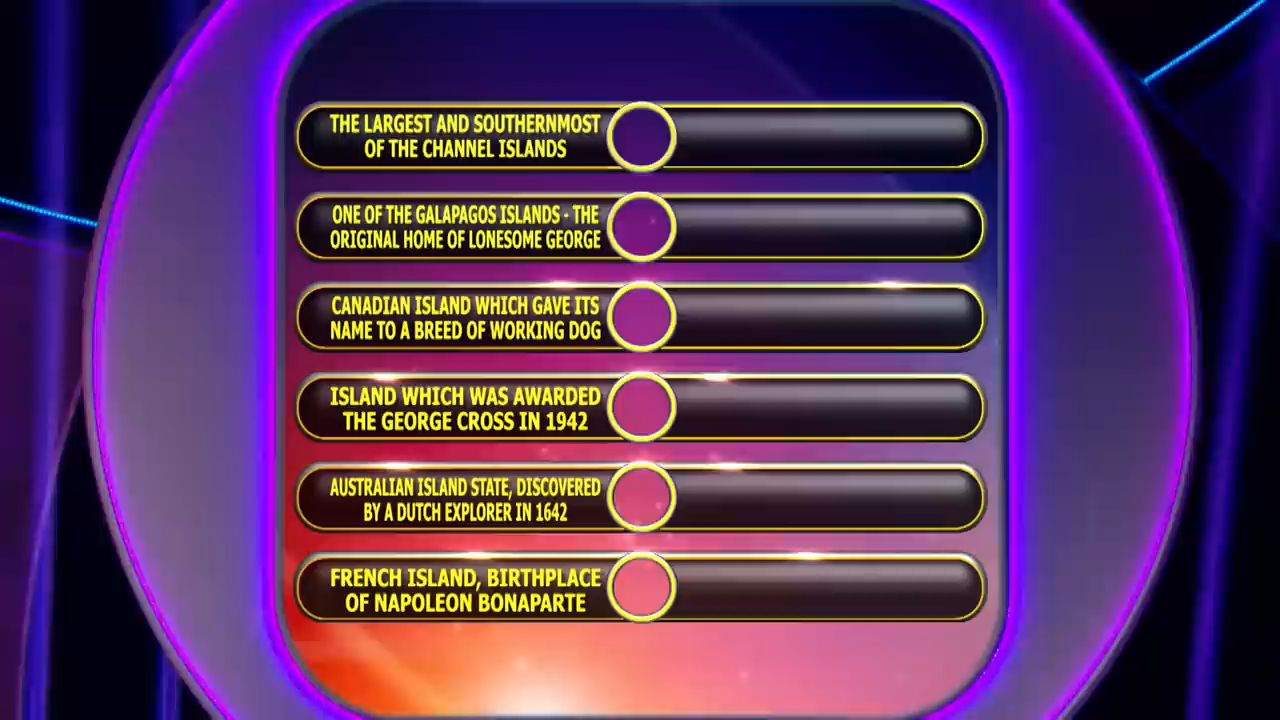 THE LARGEST AND SOUTHERNMOST
OF THE CHANNEL ISLANDS
ONE OF THE GALAPAGOS ISLANDS - THE
ORIGINAL HOME OF LONESOME GEORGE
CANADIAN ISLAND WHICH GAVE ITS
NAME TO A BREED OF WORKING DOG
ISLAND WHICH WAS AWARDED
THE GEORGE CROSS IN 1942
AUSTRALIAN ISLAND STATE, DISCOVERED
BY A DUTCH EXPLORER IN 1642
FRENCH ISLAND, BIRTHPLACE
OF NAPOLEON BONAPARTE